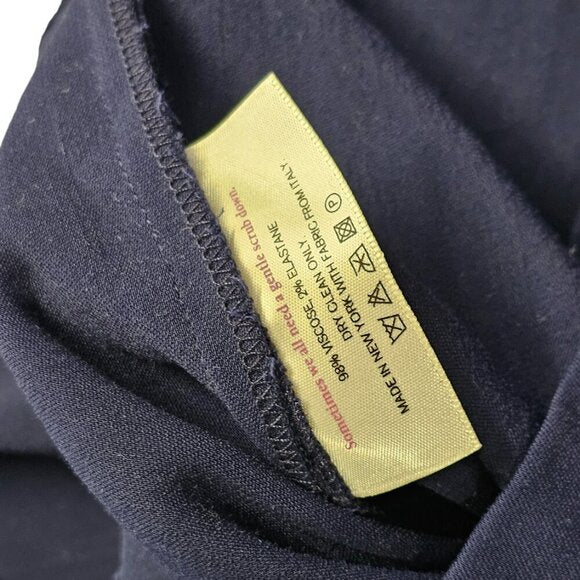 Sometimes we all need a gentle scrub down.
98% VISCOSE, 2% ELASTANE
DRY CLEAN ONLY
MADE IN NEW YORK WITH FABRIC FROM ITALY
P